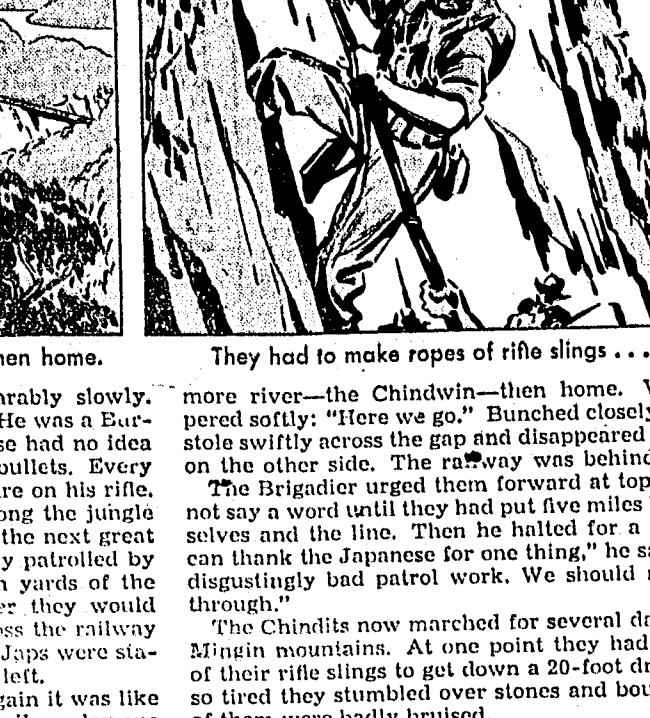 hen home.
They had to make ropes of rifle slings ...
rably slowly.
He was a Bur-
se had no idea
bullets. Every
re on his rifle.
ong the jungle
the next great
y patrolled by
n yards of the
er they would
oss the railway
Japs were sta-
left.
gain it was like
more river—the Chindwin—then home.
pered softly: "Here we go." Bunched closely
stole swiftly across the gap and disappeared
on the other side. The railway was behind
The Brigadier urged them forward at top
not say a word until they had put five miles
selves and the line. Then he halted for a
can thank the Japanese for one thing," he sa
disgustingly bad patrol work. We should
through."
The Chindits now marched for several
Mingin mountains. At one point they had
of their rifle slings to get down a 20-foot
so tired they stumbled over stones and
of them were badly bruised.